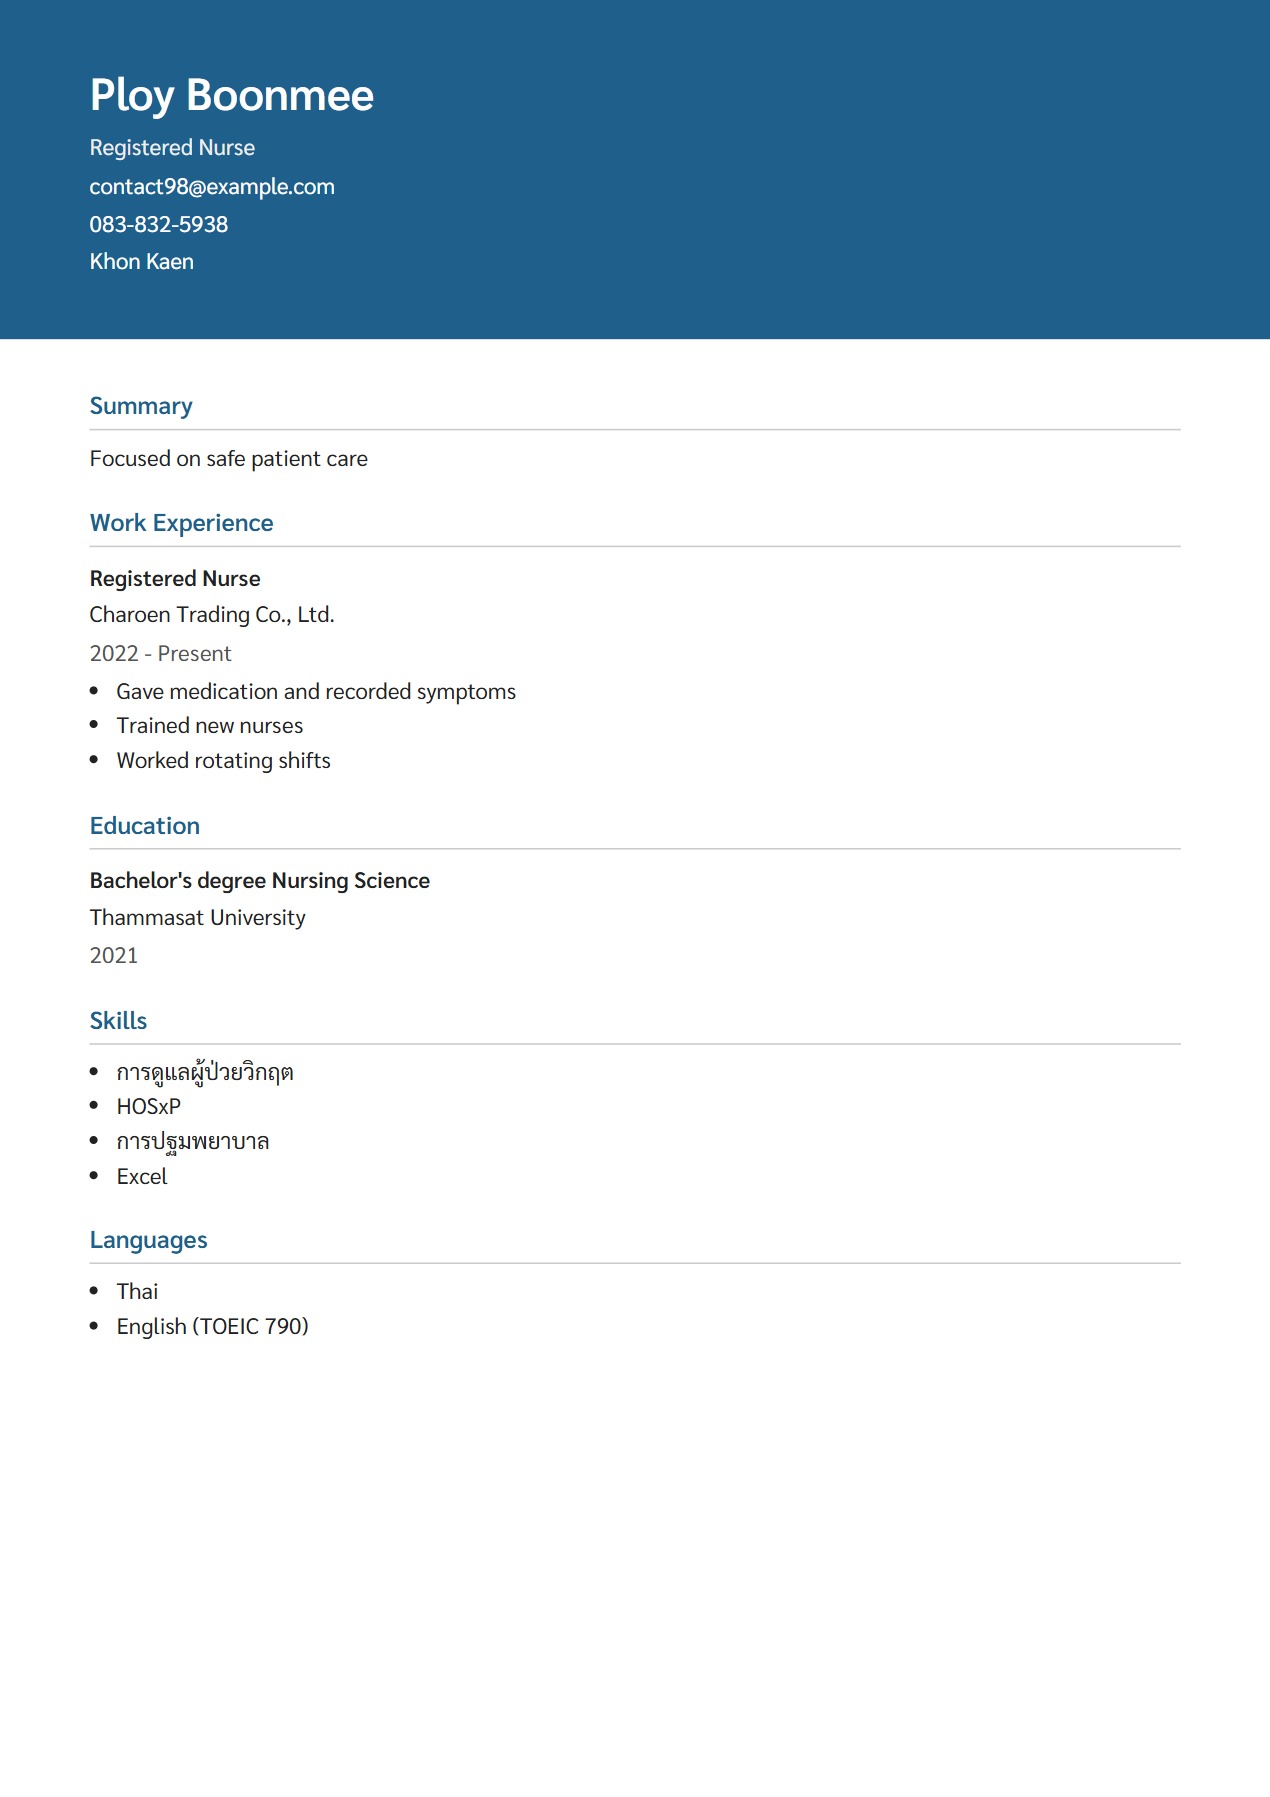 Ploy Boonmee
Registered Nurse
contact98@example.com
083-832-5938
Khon Kaen
Summary
Focused on safe patient care
Work Experience
Registered Nurse
Charoen Trading Co., Ltd.
2022 - Present
• Gave medication and recorded symptoms
• Trained new nurses
• Worked rotating shifts
Education
Bachelor's degree Nursing Science
Thammasat University
2021
Skills
• การดูแลผู้ป่วยวิกฤต
• HOSxP
• การปฐมพยาบาล
• Excel
Languages
• Thai
• English (TOEIC 790)